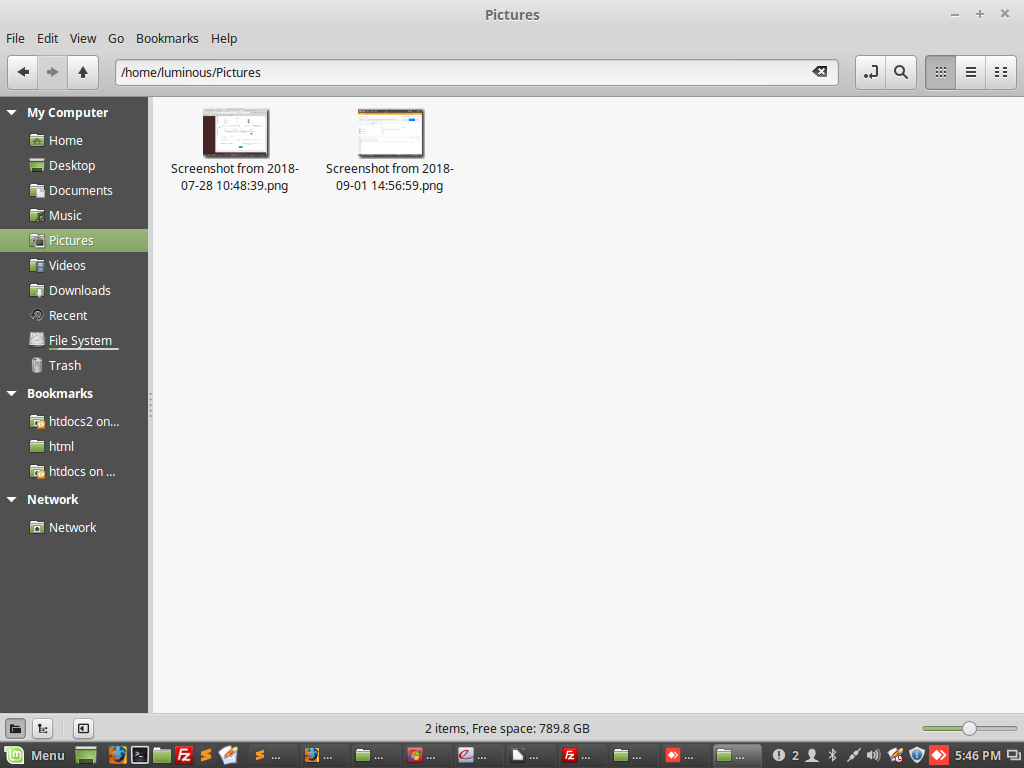 Pictures
File Edit View Go Bookmarks Help
/home/luminous/Pictures
My Computer
Home
Desktop
Documents
Music
Pictures
Videos
Downloads
Recent
File System
Trash
Bookmarks
htdocs2 on...
html
htdocs on ...
Network
Network
Screenshot from 2018-
07-28 10:48:39.png
Screenshot from 2018-
09-01 14:56:59.png
2 items, Free space: 789.8 GB
Menu ... ... ... ... ... ... ... ... ... ... 2 5:46 PM